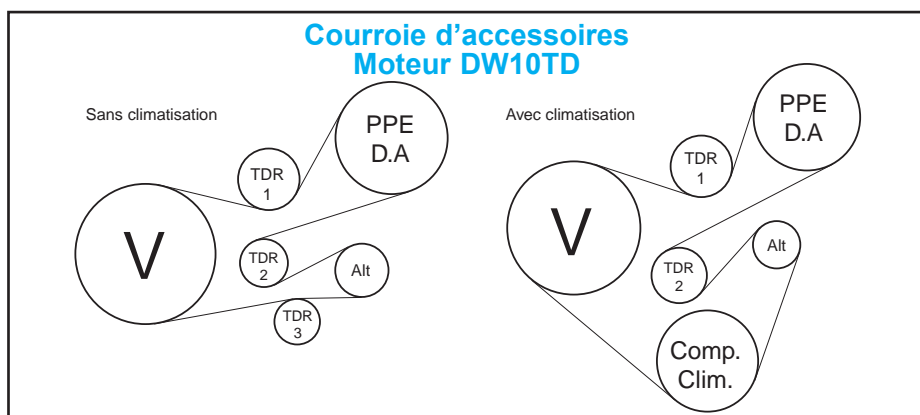 Courroie d’accessoires
Moteur DW10TD
Sans climatisation
PPE
D.A
TDR
1
V
TDR
2
Alt
TDR
3
Avec climatisation
PPE
D.A
TDR
1
V
Alt
TDR
2
Comp.
Clim.